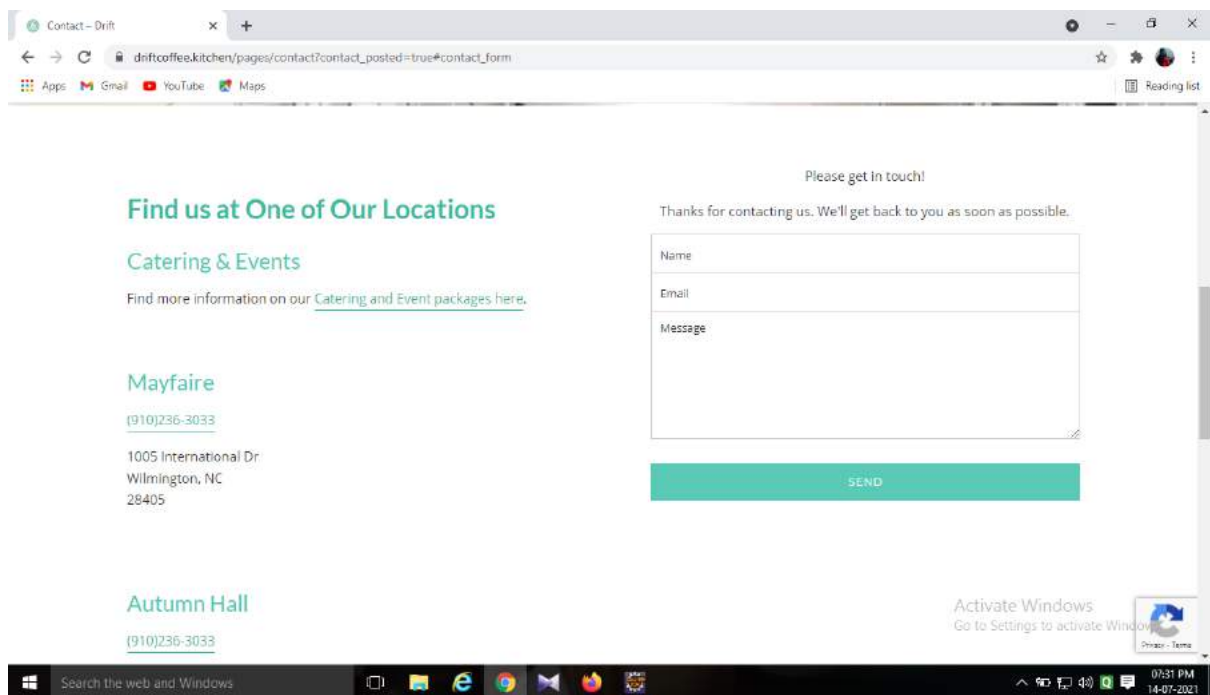 Contact – Drift
driftcoffee.kitchen/pages/contact?contact_posted=true#contact_form
Apps
Gmail
YouTube
Maps
Reading list
Find us at One of Our Locations
Catering & Events
Find more information on our Catering and Event packages here.
Mayfaire
(910)236-3033
1005 International Dr
Wilmington, NC
28405
Autumn Hall
(910)236-3033
Please get in touch!
Thanks for contacting us. We'll get back to you as soon as possible.
Name
Email
Message
SEND
Activate Windows
Go to Settings to activate Windows
Privacy - Terms
Search the web and Windows
07:31 PM
14-07-2021